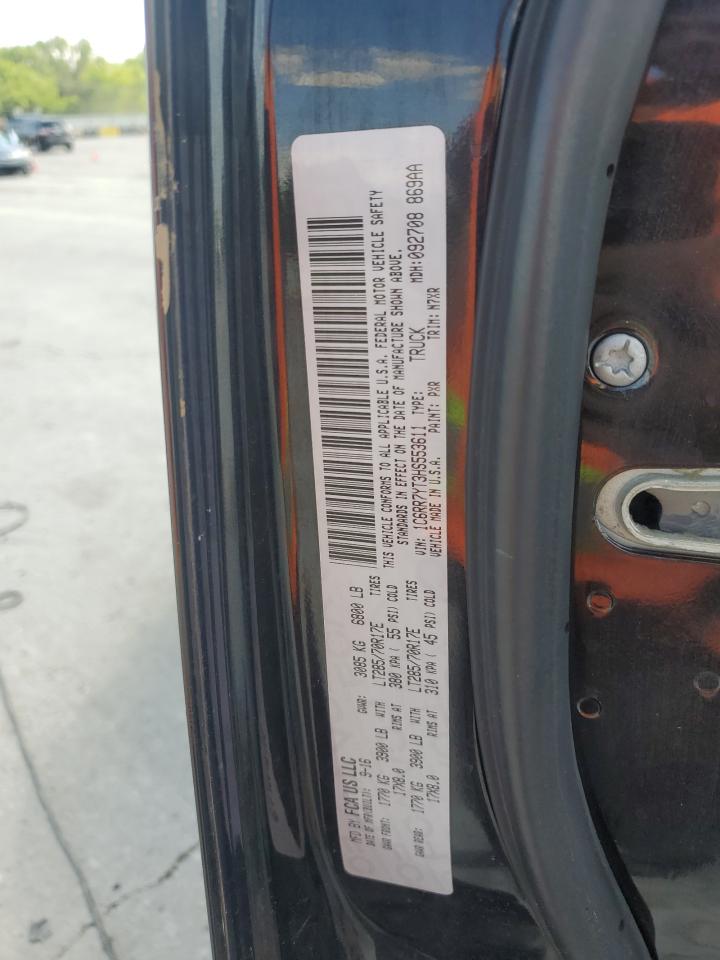 MFD BY: FCA US LLC
DATE OF MFR(BUILT): 9-16 GVWR: 3085 KG 6800 LB
GAWR FRONT: 1770 KG 3900 LB WITH LT285/70R17E TIRES
17X8.0 RIMS AT 380 KPA ( 55 PSI) COLD
GAWR REAR: 1770 KG 3900 LB WITH LT285/70R17E TIRES
17X8.0 RIMS AT 310 KPA ( 45 PSI) COLD
THIS VEHICLE CONFORMS TO ALL APPLICABLE U.S.A. FEDERAL MOTOR VEHICLE SAFETY
STANDARDS IN EFFECT ON THE DATE OF MANUFACTURE SHOWN ABOVE.
VIN: 1C6RR7YT3HS553611 TYPE: TRUCK MDH:092708 869AA
VEHICLE MADE IN U.S.A. PAINT: PXR TRIM: N7XR